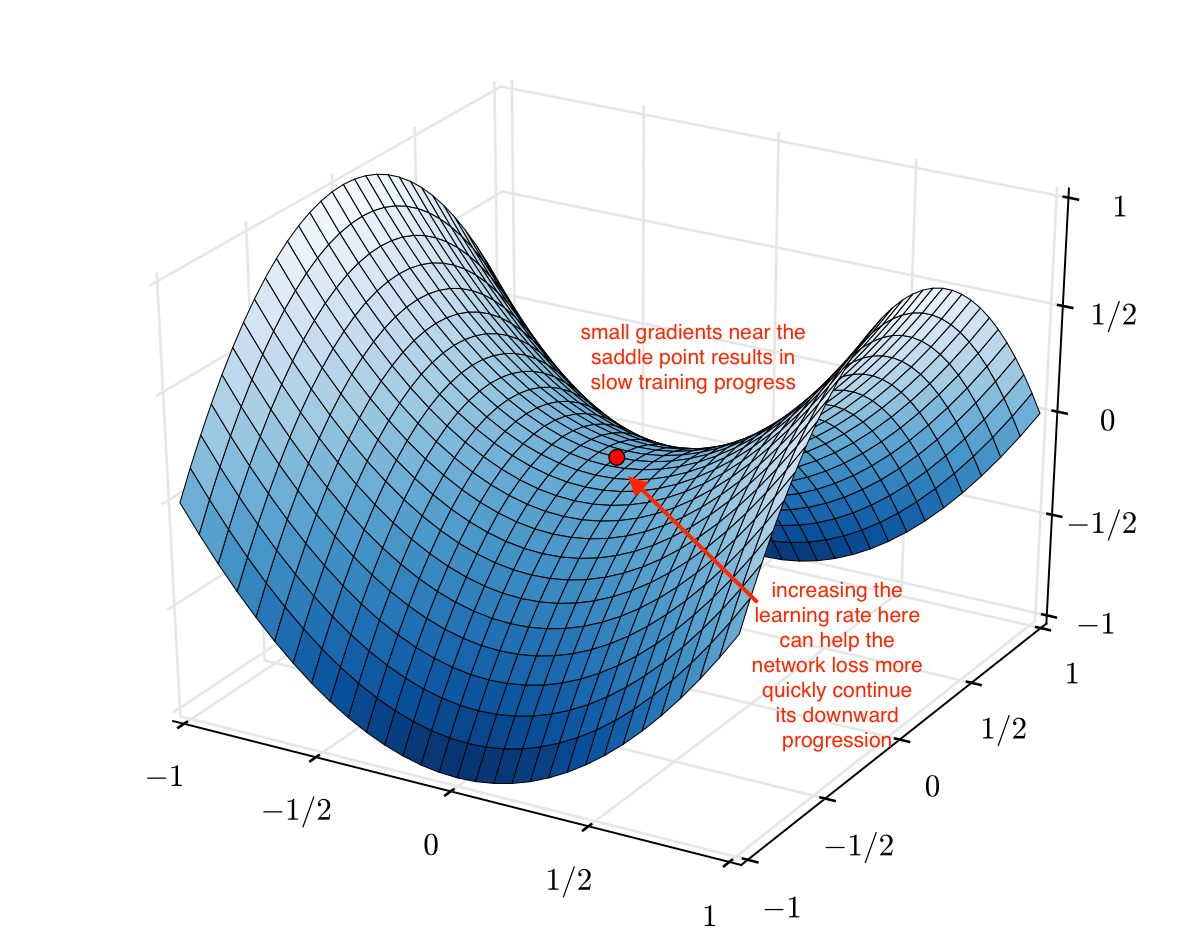 small gradients near the
saddle point results in
slow training progress
increasing the
learning rate here
can help the
network loss more
quickly continue
its downward
progression
1
1/2
0
−1/2
−1
1
1/2
0
−1/2
−1
−1
−1/2
0
1/2
1